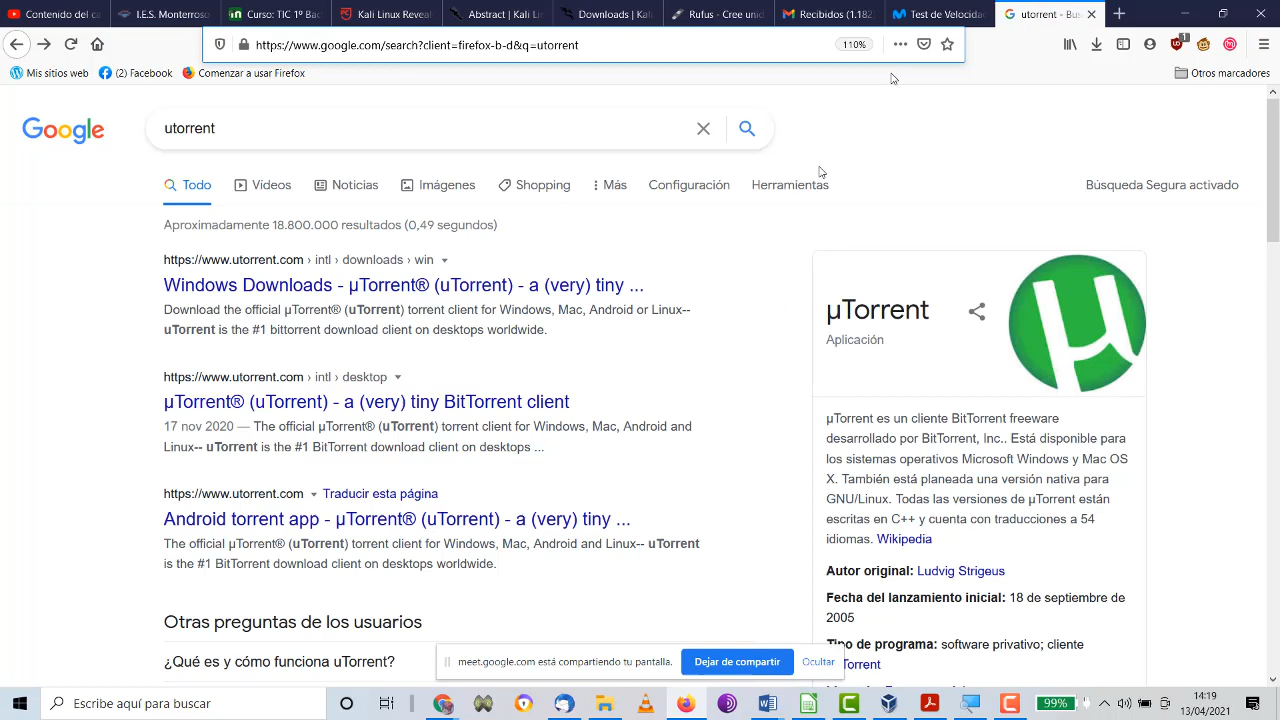 Contenido del c
I.E.S. Monterros
Torrent: TIC 1º Bac
Kali Linux Reveal
Abstract | Kali Lin
Downloads | Kali
Rufus - Cree unid
Recibidos (1.182)
Test de Velocidad
utorrent - Bus
https://www.google.com/search?client=firefox-b-d&q=utorrent
110%
1
Mis sitios web
(2) Facebook
Comenzar a usar Firefox
Otros marcadores
Google
utorrent
Todo
Vídeos
Noticias
Imágenes
Shopping
Más
Configuración
Herramientas
Búsqueda Segura activado
Aproximadamente 18.800.000 resultados (0,49 segundos)
https://www.utorrent.com › intl › downloads › win
Windows Downloads - µTorrent® (uTorrent) - a (very) tiny ...
Download the official µTorrent® (uTorrent) torrent client for Windows, Mac, Android or Linux--
uTorrent is the #1 bittorrent download client on desktops worldwide.
https://www.utorrent.com › intl › desktop
µTorrent® (uTorrent) - a (very) tiny BitTorrent client
17 nov 2020 — The official µTorrent® (uTorrent) torrent client for Windows, Mac, Android and
Linux-- uTorrent is the #1 BitTorrent download client on desktops ...
https://www.utorrent.com
Traducir esta página
Android torrent app - µTorrent® (uTorrent) - a (very) tiny ...
The official µTorrent® (uTorrent) torrent client for Windows, Mac, Android and Linux-- uTorrent
is the #1 BitTorrent download client on desktops worldwide.
Otras preguntas de los usuarios
¿Qué es y cómo funciona uTorrent?
µTorrent
Aplicación
µTorrent es un cliente BitTorrent freeware
desarrollado por BitTorrent, Inc.. Está disponible para
los sistemas operativos Microsoft Windows y Mac OS
X. También está planeada una versión nativa para
GNU/Linux. Todas las versiones de µTorrent están
escritas en C++ y cuenta con traducciones a 54
idiomas. Wikipedia
Autor original: Ludvig Strigeus
Fecha del lanzamiento inicial: 18 de septiembre de
2005
Tipo de programa: software privativo; cliente
Torrent
meet.google.com está compartiendo tu pantalla.
Dejar de compartir
Ocultar
Escribe aquí para buscar
99%
14:19
13/04/2021